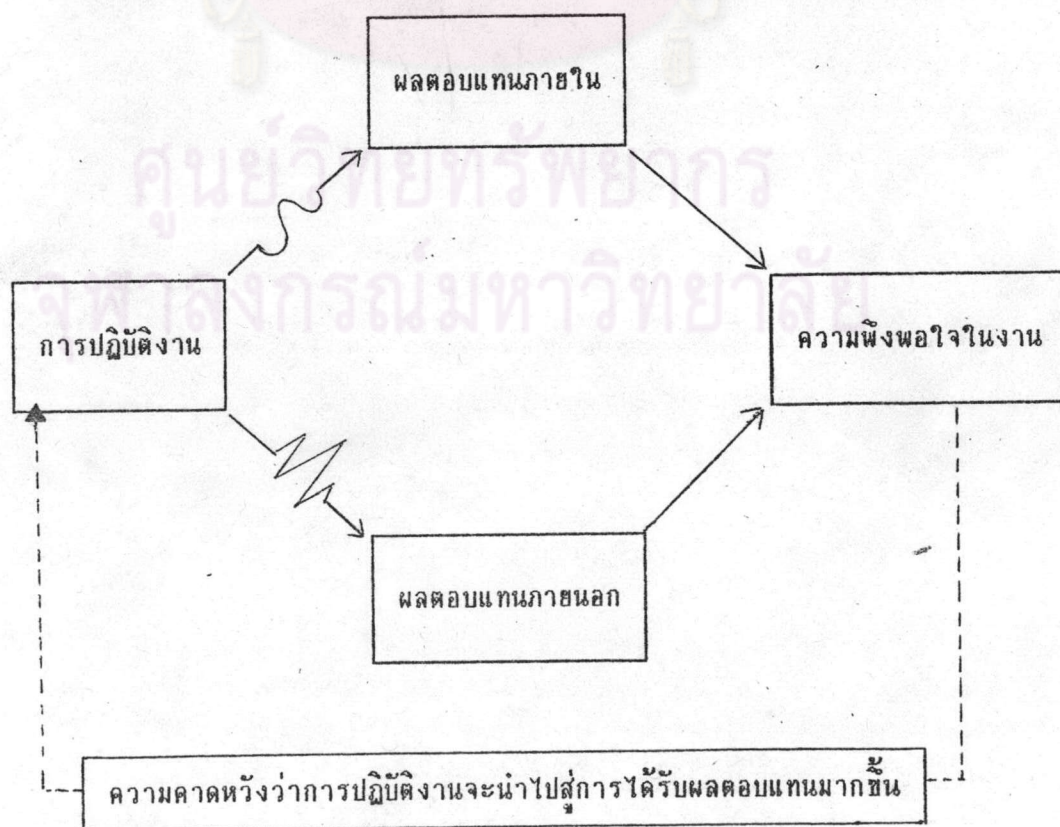 ผลตอบแทนภายใน
ศูนย์วิทยทรัพยากร
จุฬาลงกรณ์มหาวิทยาลัย
การปฏิบัติงาน
ความพึงพอใจในงาน
ผลตอบแทนภายนอก
ความคาดหวังว่าการปฏิบัติงานจะนำไปสู่การได้รับผลตอบแทนมากขึ้น